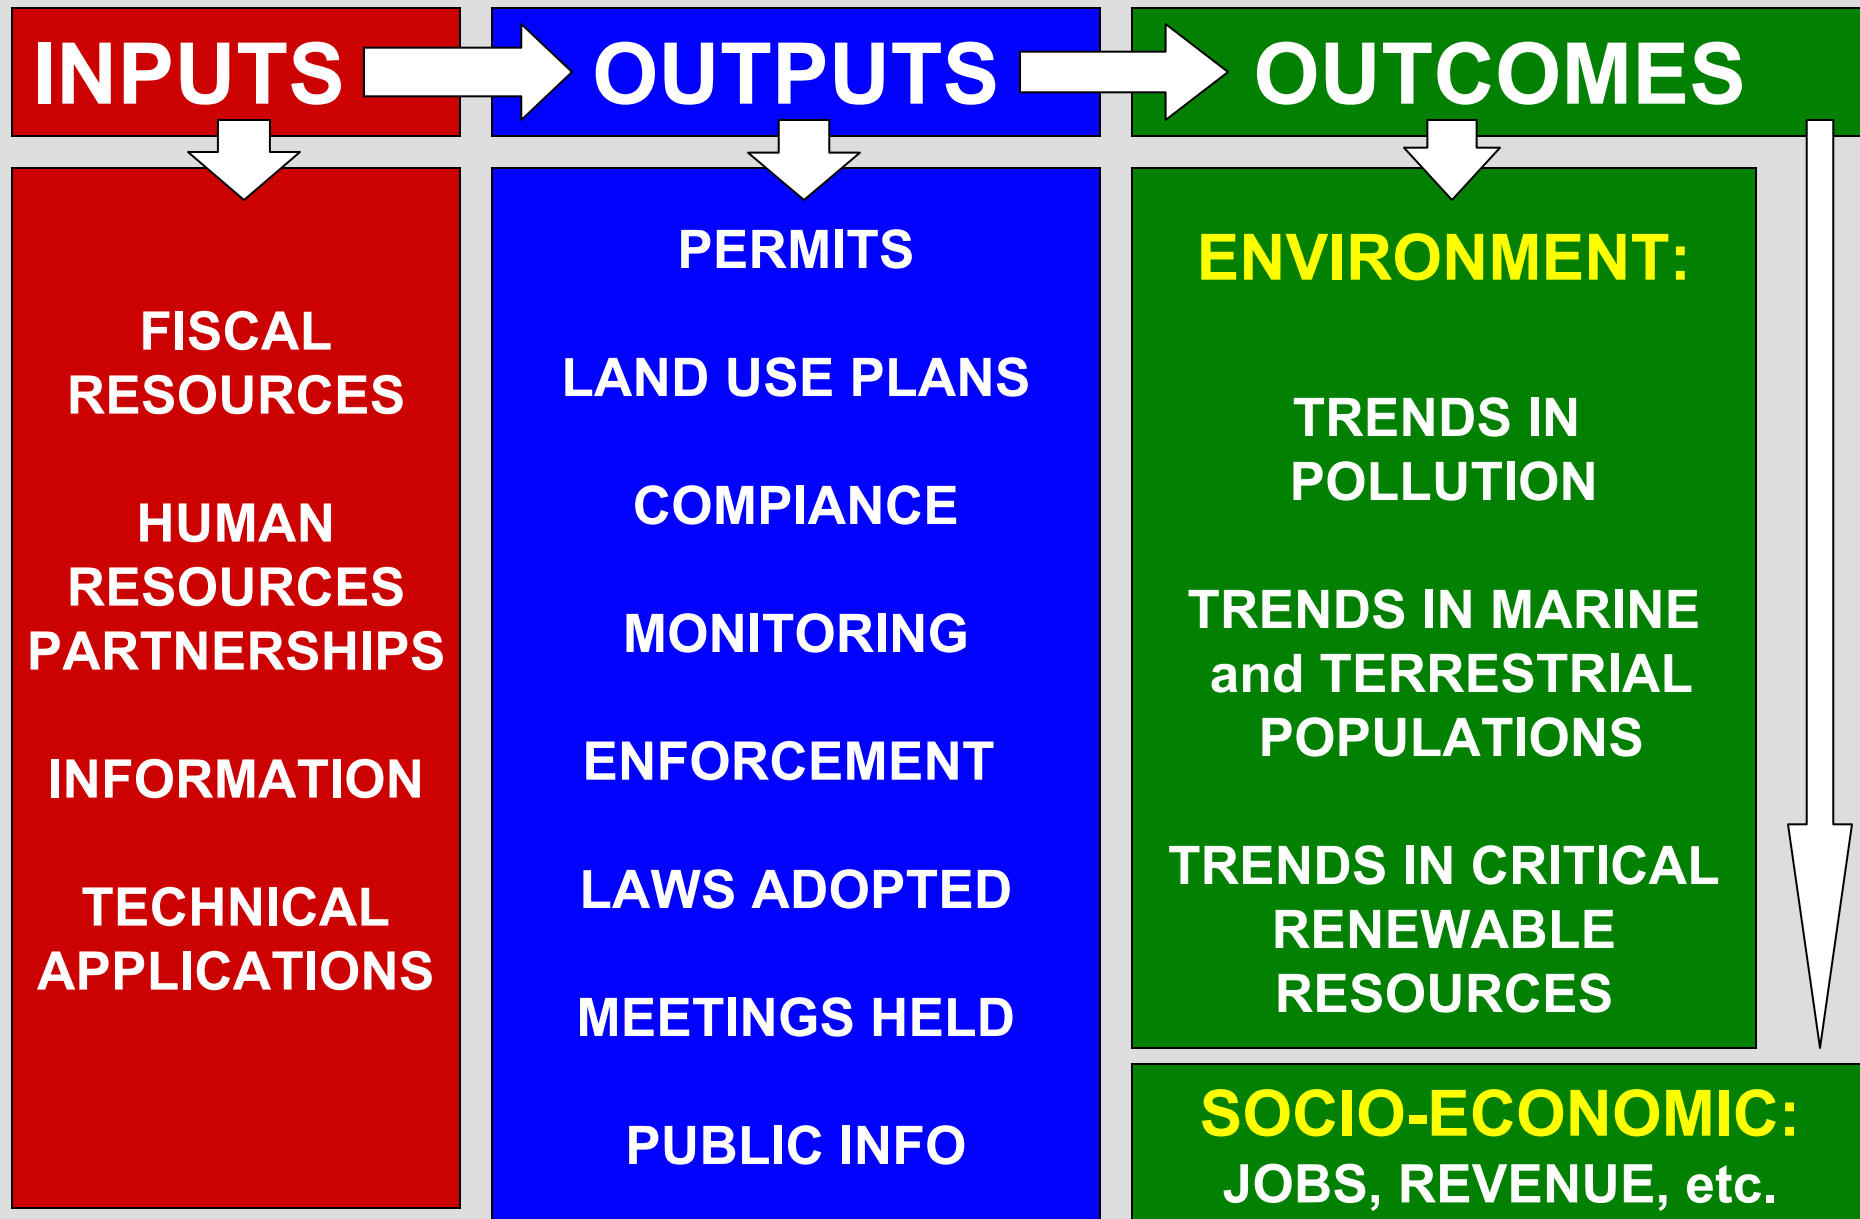 INPUTS
OUTPUTS
OUTCOMES
FISCAL
RESOURCES
HUMAN
RESOURCES
PARTNERSHIPS
INFORMATION
TECHNICAL
APPLICATIONS
PERMITS
LAND USE PLANS
COMPIANCE
MONITORING
ENFORCEMENT
LAWS ADOPTED
MEETINGS HELD
PUBLIC INFO
ENVIRONMENT:
TRENDS IN
POLLUTION
TRENDS IN MARINE
and TERRESTRIAL
POPULATIONS
TRENDS IN CRITICAL
RENEWABLE
RESOURCES
SOCIO-ECONOMIC:
JOBS, REVENUE, etc.